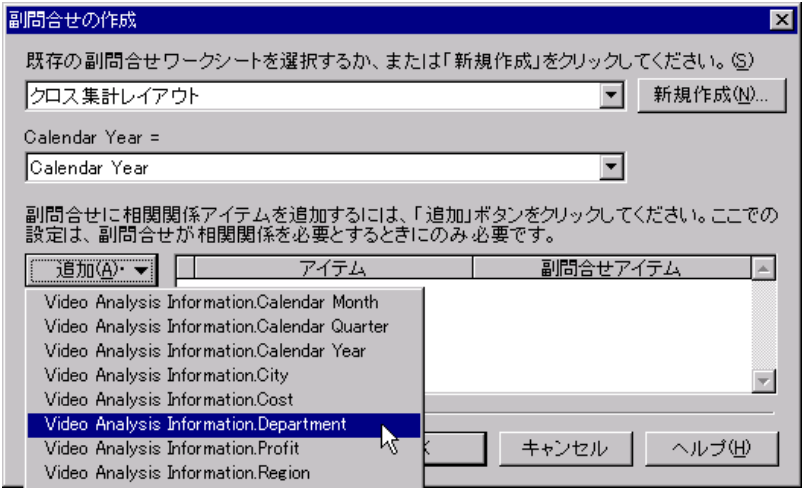 副問合せの作成
既存の副問合せワークシートを選択するか、または「新規作成」をクリックしてください。(S)
クロス集計レイアウト
新規作成(N)...
Calendar Year =
Calendar Year
副問合せに相関関係アイテムを追加するには、「追加」ボタンをクリックしてください。ここでの
設定は、副問合せが相関関係を必要とするときにのみ必要です。
追加(A)・
アイテム
副問合せアイテム
Video Analysis Information.Calendar Month
Video Analysis Information.Calendar Quarter
Video Analysis Information.Calendar Year
Video Analysis Information.City
Video Analysis Information.Cost
Video Analysis Information.Department
Video Analysis Information.Profit
Video Analysis Information.Region
キャンセル
ヘルプ(H)